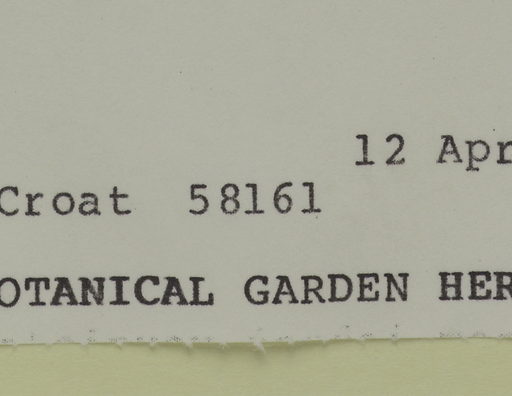 12 Apr
Croat 58161
OTANICAL GARDEN HER